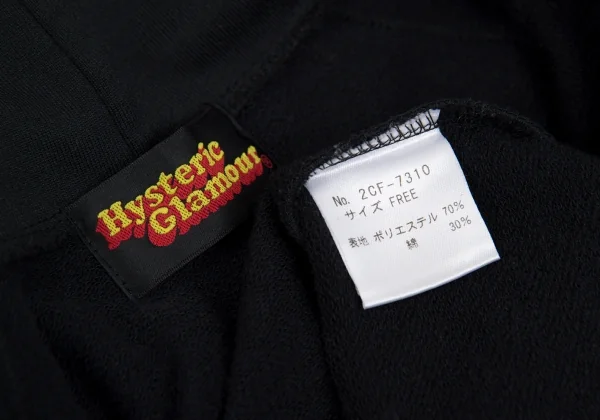 Hysteric
Glamour
No. 2CF-7310
サイズ FREE
表地 ポリエステル 70%
綿 30%